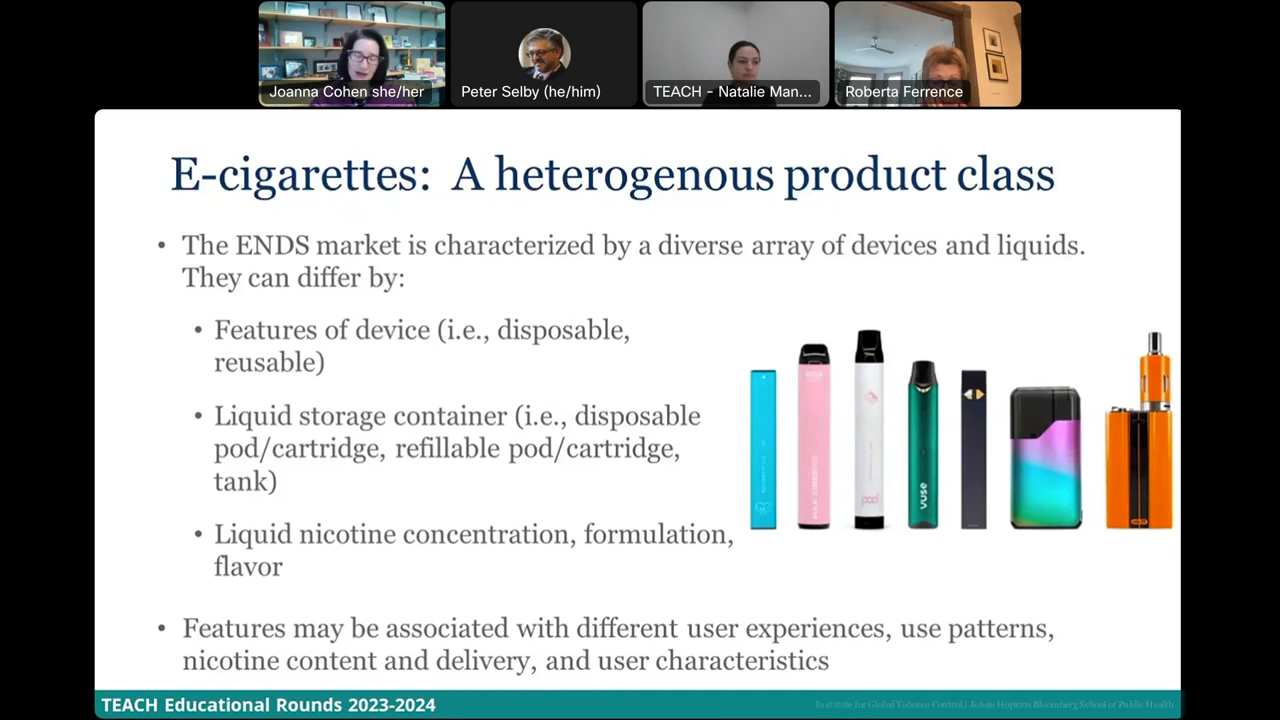 Joanna Cohen she/her
Peter Selby (he/him)
TEACH - Natalie Man...
Roberta Ferrence
E-cigarettes: A heterogenous product class
• The ENDS market is characterized by a diverse array of devices and liquids.
They can differ by:
• Features of device (i.e., disposable,
reusable)
• Liquid storage container (i.e., disposable
pod/cartridge, refillable pod/cartridge,
tank)
• Liquid nicotine concentration, formulation,
flavor
vuse
pod
• Features may be associated with different user experiences, use patterns,
nicotine content and delivery, and user characteristics
TEACH Educational Rounds 2023-2024
Institute for Global Tobacco Control | Johns Hopkins Bloomberg School of Public Health